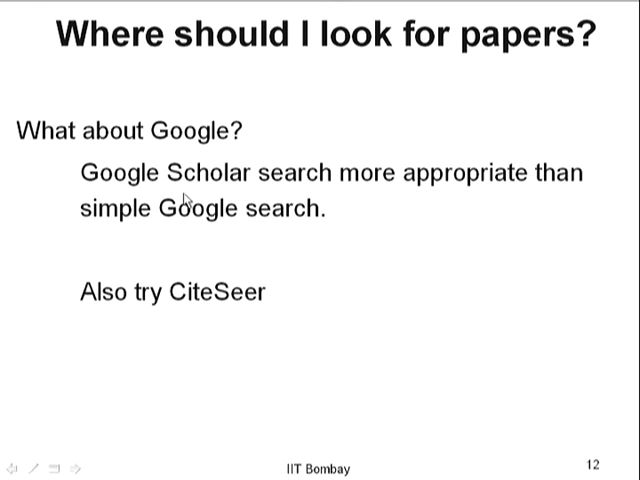 Where should I look for papers?
What about Google?
Google Scholar search more appropriate than
simple Google search.
Also try CiteSeer
IIT Bombay
12